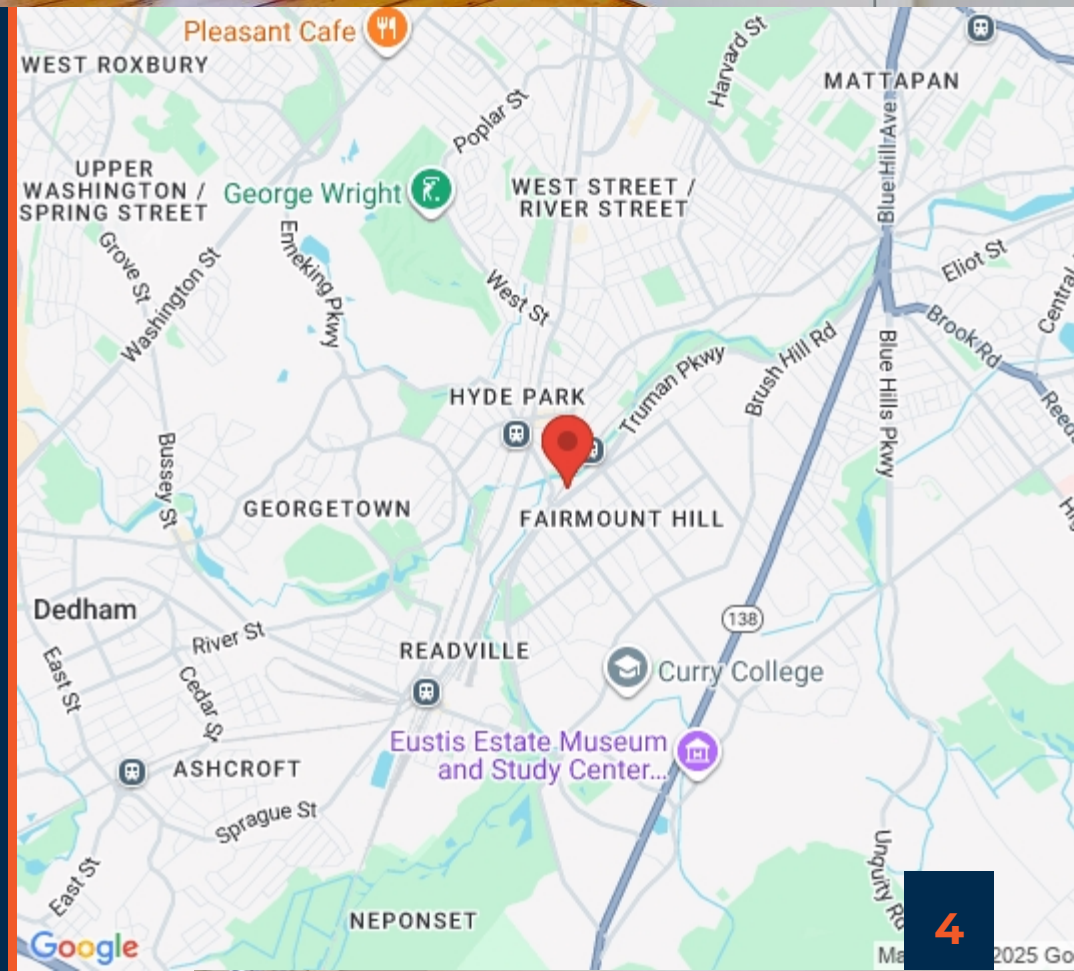 Pleasant Cafe
WEST ROXBURY
Harvard St
MATTAPAN
Poplar St
Blue Hill Ave
UPPER
WASHINGTON /
SPRING STREET
George Wright
WEST STREET /
RIVER STREET
Grove St
Washington St
Enneking Pkwy
West St
Eliot St
Central
Brook Rd
Truman Pkwy
Brush Hill Rd
Blue Hills Pkwy
HYDE PARK
Bussey St
GEORGETOWN
FAIRMOUNT HILL
Dedham
138
River St
READVILLE
East St
Cedar St
Curry College
Eustis Estate Museum
and Study Center...
ASHCROFT
Sprague St
East St
Unquity Rd
NEPONSET
Google
4
2025 Go